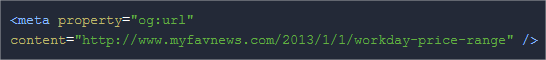 <meta property="og:url"
content="http://www.myfavnews.com/2013/1/1/workday-price-range" />